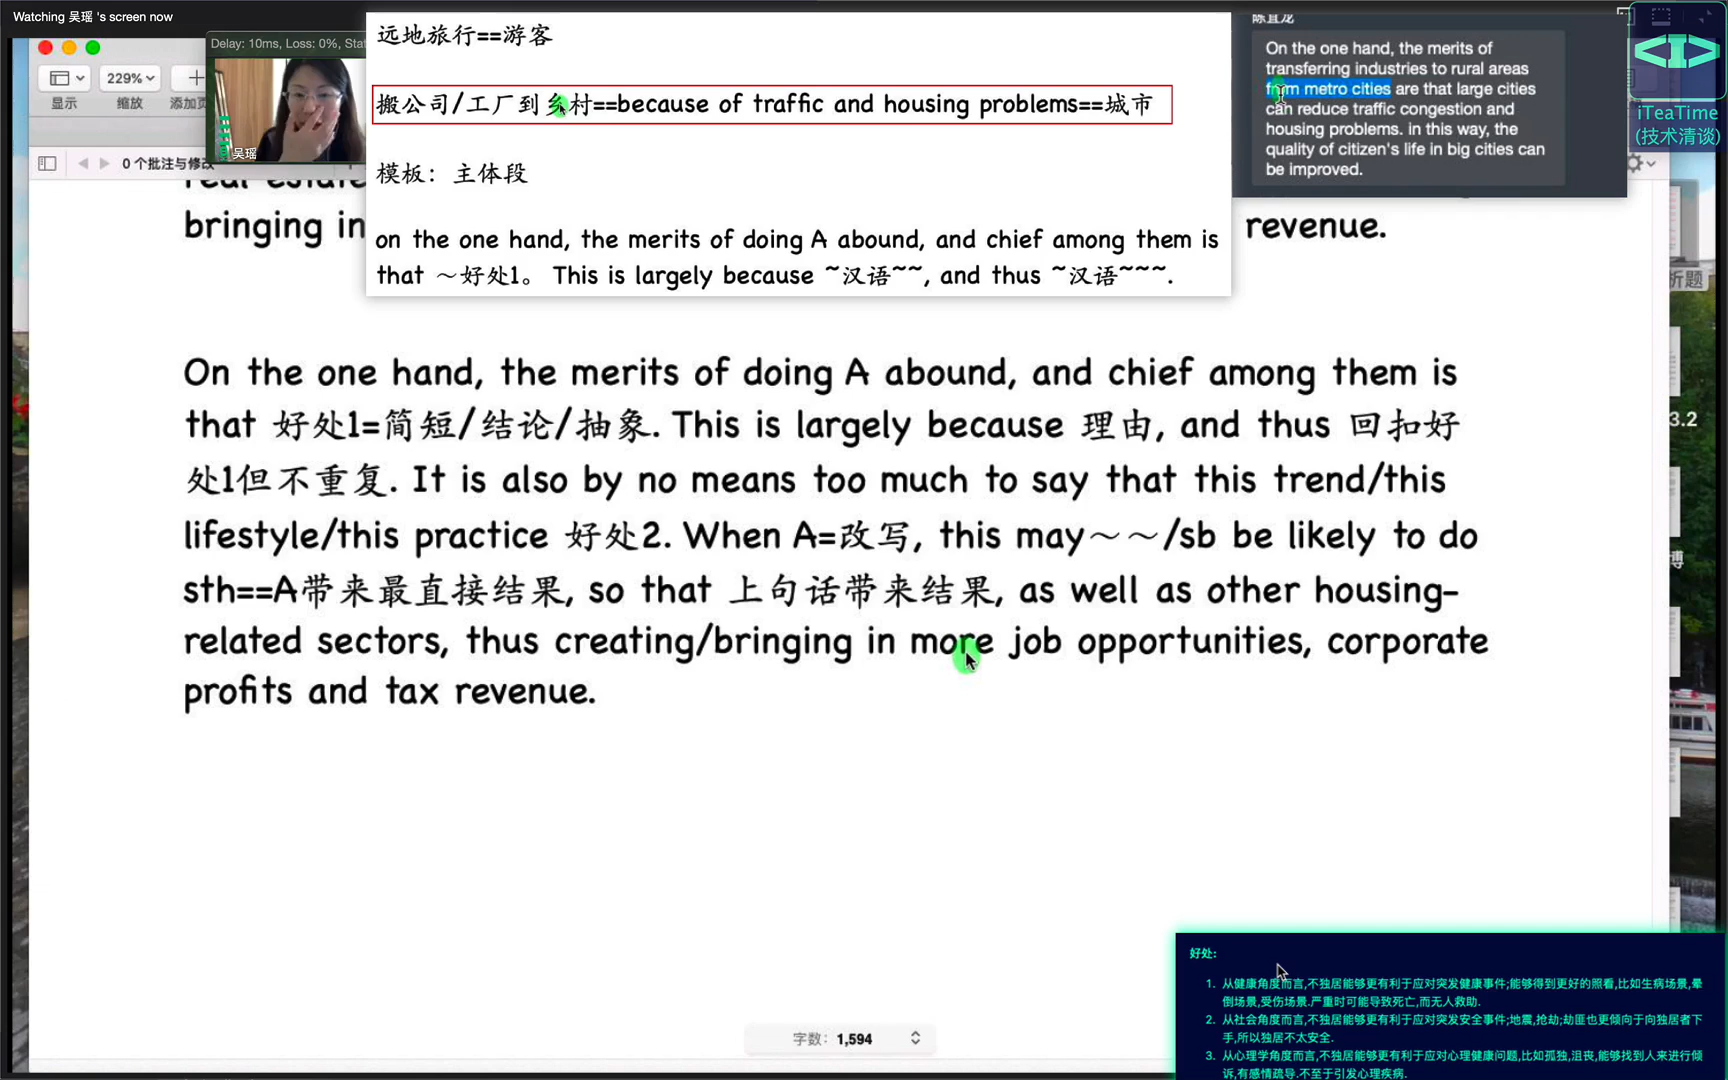 Watching 吴瑶 's screen now
Delay: 10ms, Loss: 0%,
229%
显示
缩放
吴瑶
0 个批注与修改
远地旅行==游客
搬公司/工厂到乡村==because of traffic and housing problems==城市
模板：主体段
on the one hand, the merits of doing A abound, and chief among them is
that ～好处1。 This is largely because ~汉语~~, and thus ~汉语~~~.
陈宜龙
On the one hand, the merits of
transferring industries to rural areas
from metro cities are that large cities
can reduce traffic congestion and
housing problems. in this way, the
quality of citizen's life in big cities can
be improved.
iTeaTime
(技术清谈)
real estate
bringing in
revenue.
折题
3.2
On the one hand, the merits of doing A abound, and chief among them is
that 好处1=简短/结论/抽象. This is largely because 理由, and thus 回扣好
处1但不重复. It is also by no means too much to say that this trend/this
lifestyle/this practice 好处2. When A=改写, this may～～/sb be likely to do
sth==A带来最直接结果, so that 上句话带来结果, as well as other housing-
related sectors, thus creating/bringing in more job opportunities, corporate
profits and tax revenue.
字数： 1,594
好处:
1. 从健康角度而言,不独居能够更有利于应对突发健康事件;能够得到更好的照看,比如生病场景,晕
倒场景,受伤场景.严重时可能导致死亡,而无人救助.
2. 从社会角度而言,不独居能够更有利于应对突发安全事件;地震,抢劫;劫匪也更倾向于向独居者下
手,所以独居不太安全.
3. 从心理学角度而言,不独居能够更有利于应对心理健康问题,比如孤独,沮丧,能够找到人来进行倾
诉,有感情疏导.不至于引发心理疾病.